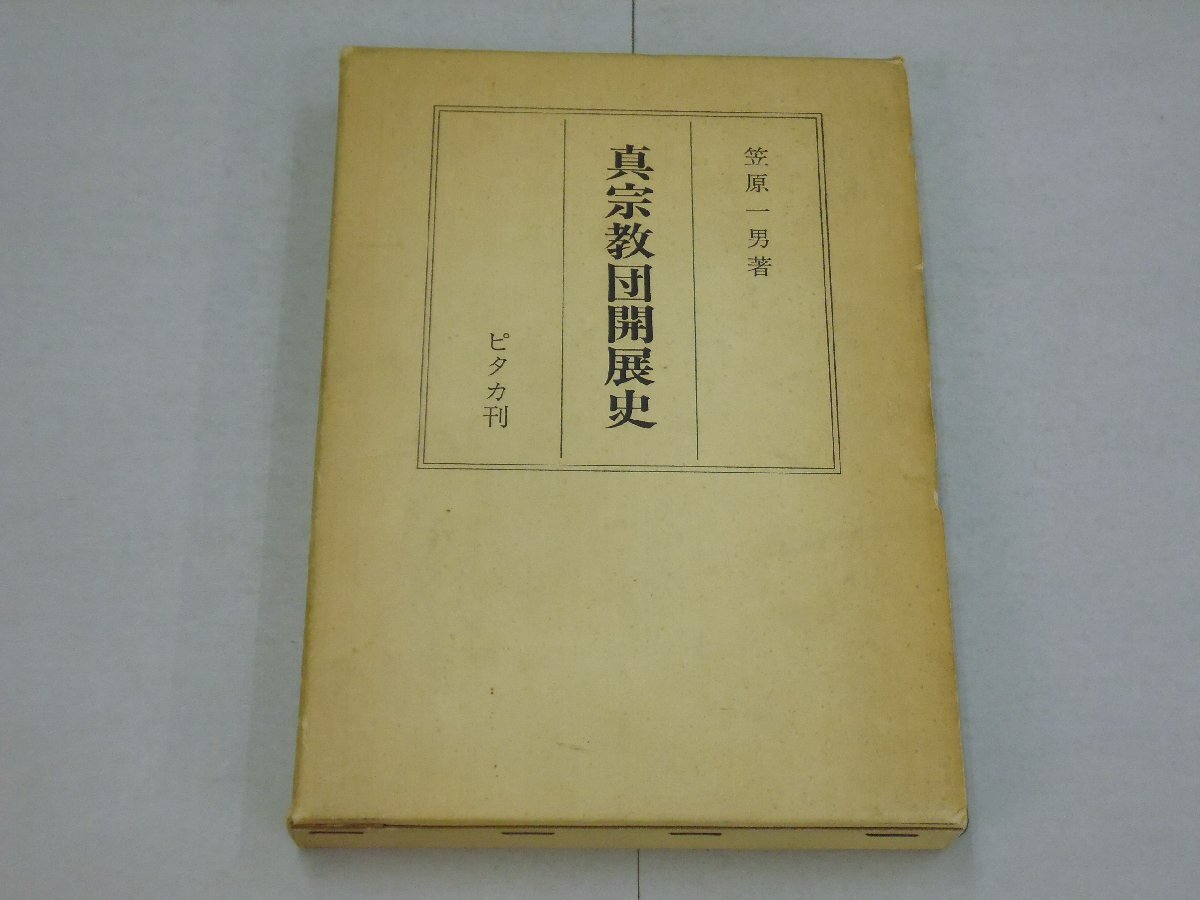 笠原一男著
真宗教団開展史
ピタカ刊